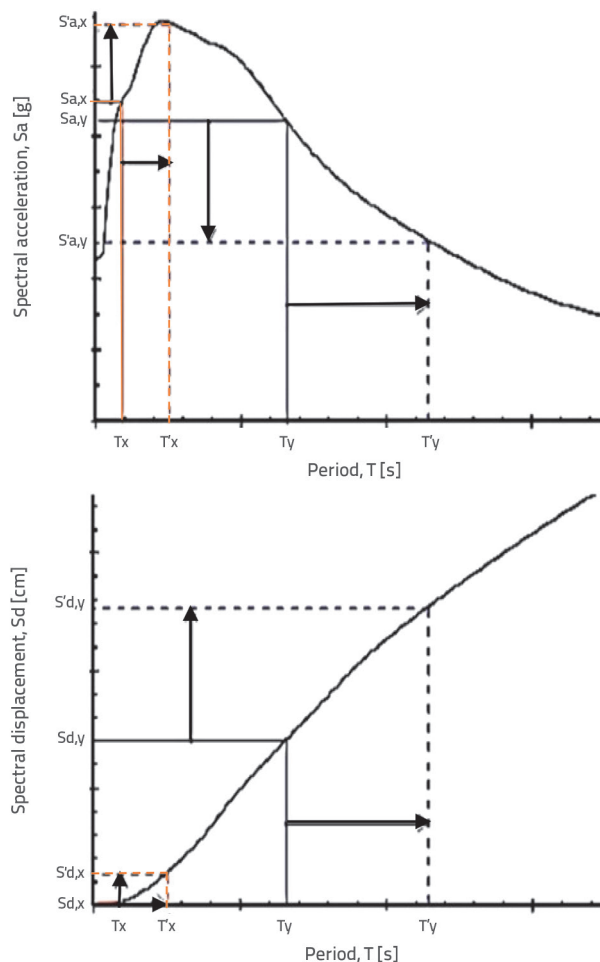 S'a,x
Sa,x
Sa,y
S'a,y
Spectral acceleration, Sa [g]
Tx T'x Ty T'y
Period, T [s]
S'd,y
Sd,y
S'd,x
Sd,x
Spectral displacement, Sd [cm]
Tx T'x Ty T'y
Period, T [s]